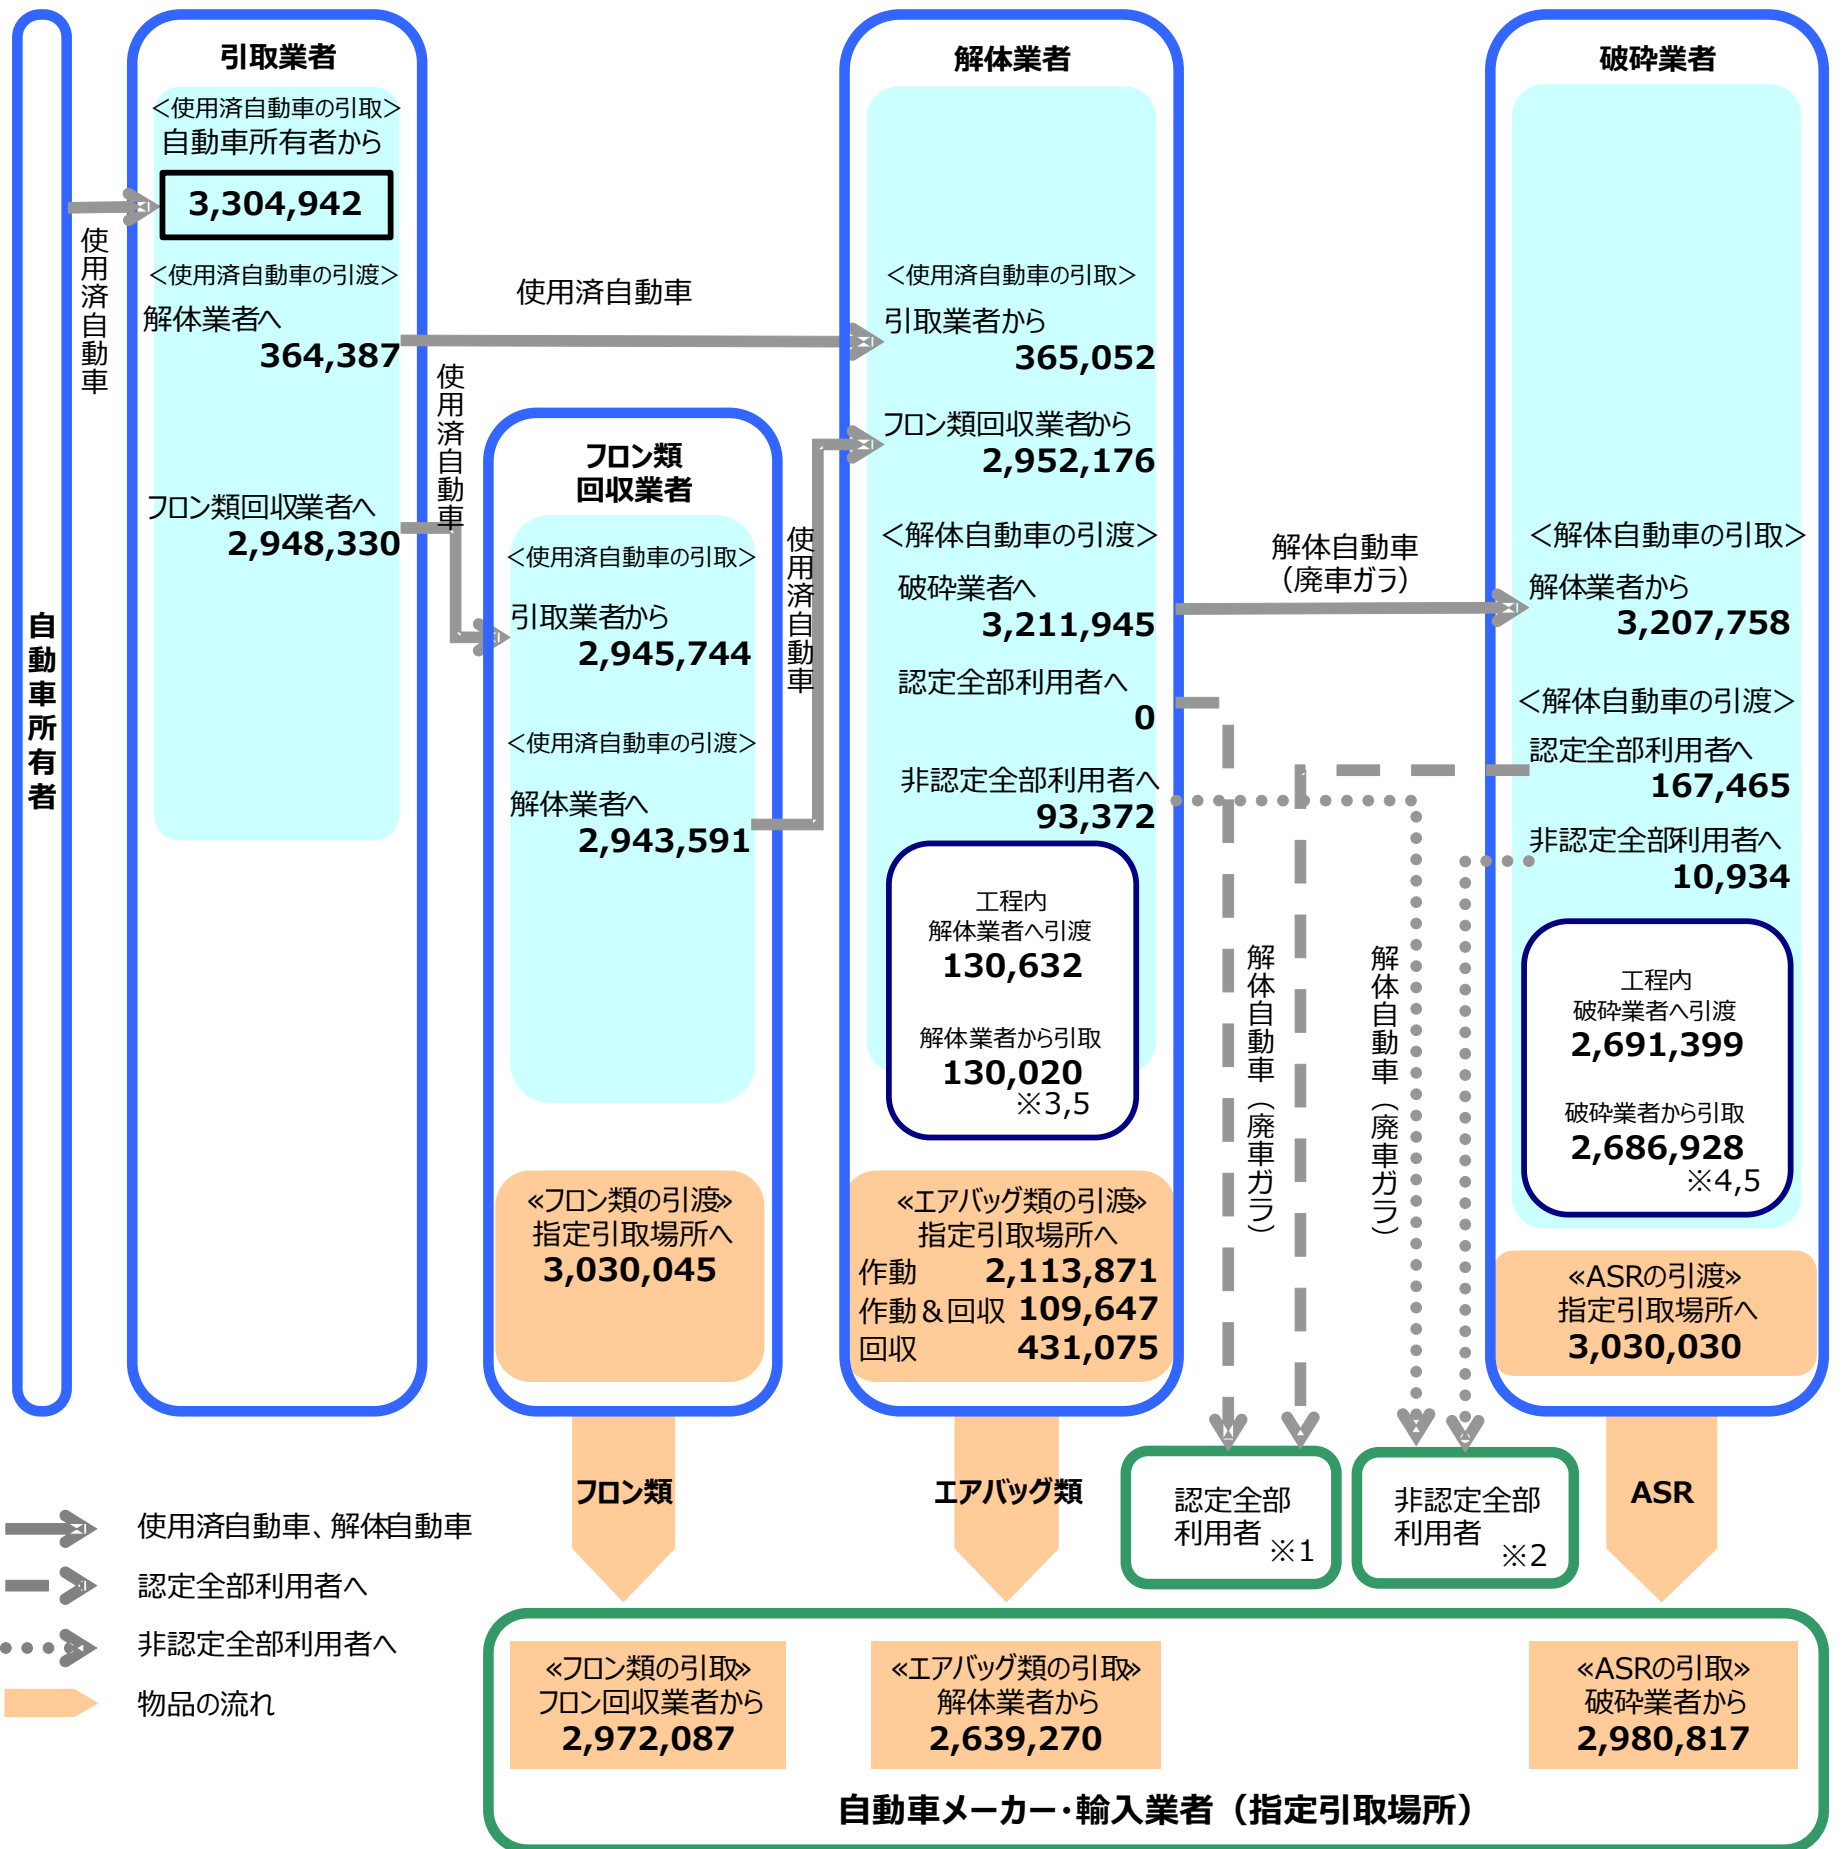 自動車所有者
使用済自動車
引取業者
<使用済自動車の引取>
自動車所有者から
3,304,942
<使用済自動車の引渡>
解体業者へ
364,387
フロン類回収業者へ
2,948,330
使用済自動車
使用済自動車
フロン類
回収業者
<使用済自動車の引取>
引取業者から
2,945,744
<使用済自動車の引渡>
解体業者へ
2,943,591
«フロン類の引渡»
指定引取場所へ
3,030,045
使用済自動車
解体業者
<使用済自動車の引取>
引取業者から
365,052
フロン類回収業者から
2,952,176
<解体自動車の引渡>
破砕業者へ
3,211,945
認定全部利用者へ
0
非認定全部利用者へ
93,372
工程内
解体業者へ引渡
130,632
解体業者から引取
130,020
※3,5
«エアバッグ類の引渡»
指定引取場所へ
作動 2,113,871
作動&回収 109,647
回収 431,075
解体自動車
(廃車ガラ)
解体自動車(廃車ガラ)
解体自動車(廃車ガラ)
破砕業者
<解体自動車の引取>
解体業者から
3,207,758
<解体自動車の引渡>
認定全部利用者へ
167,465
非認定全部利用者へ
10,934
工程内
破砕業者へ引渡
2,691,399
破砕業者から引取
2,686,928
※4,5
«ASRの引渡»
指定引取場所へ
3,030,030
フロン類
エアバッグ類
認定全部
利用者 ※1
非認定全部
利用者 ※2
ASR
使用済自動車、解体自動車
認定全部利用者へ
非認定全部利用者へ
物品の流れ
«フロン類の引取»
フロン回収業者から
2,972,087
«エアバッグ類の引取»
解体業者から
2,639,270
«ASRの引取»
破砕業者から
2,980,817
自動車メーカー・輸入業者(指定引取場所)